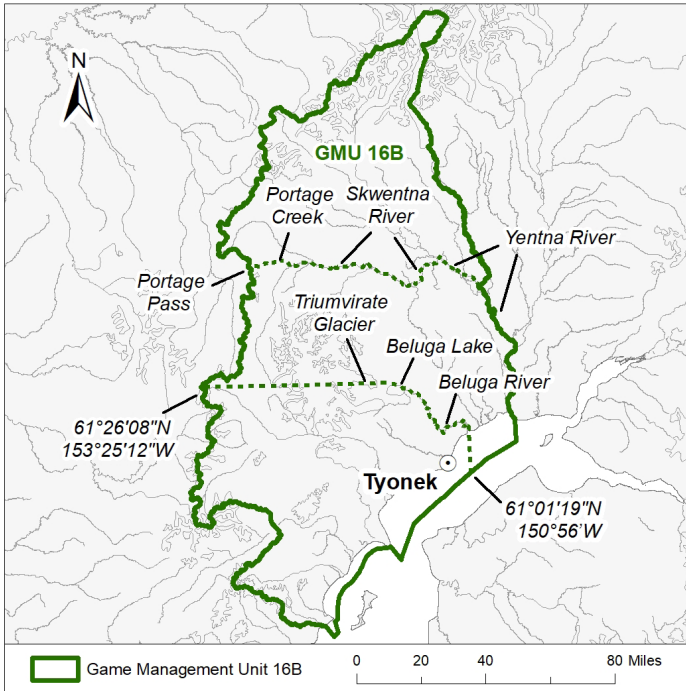 N
GMU 16B
Portage
Creek
Skwentna
River
Yentna River
Portage
Pass
Triumvirate
Glacier
Beluga Lake
Beluga River
61°26'08"N
153°25'12"W
Tyonek
61°01'19"N
150°56'W
Game Management Unit 16B
0 20 40 80 Miles